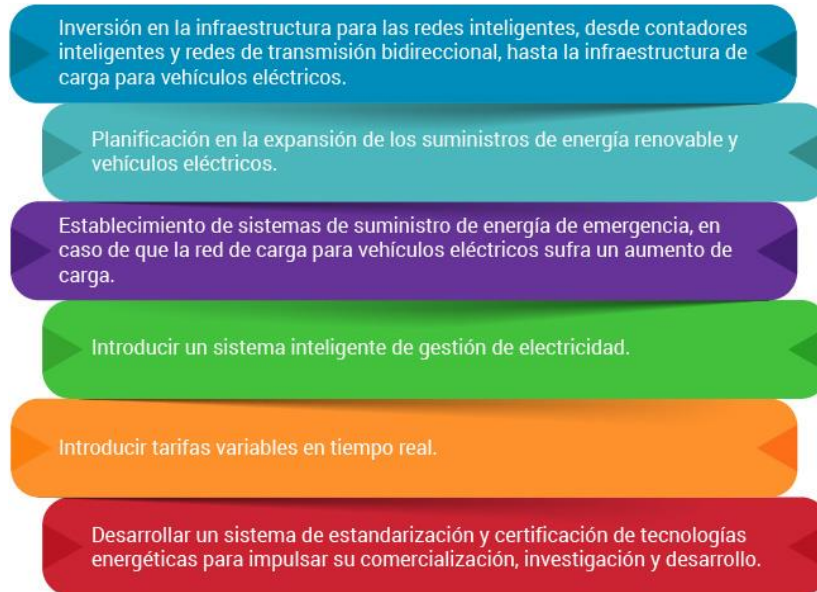 Inversión en la infraestructura para las redes inteligentes, desde contadores
inteligentes y redes de transmisión bidireccional, hasta la infraestructura de
carga para vehículos eléctricos.
Planificación en la expansión de los suministros de energía renovable y
vehículos eléctricos.
Establecimiento de sistemas de suministro de energía de emergencia, en
caso de que la red de carga para vehículos eléctricos sufra un aumento de
carga.
Introducir un sistema inteligente de gestión de electricidad.
Introducir tarifas variables en tiempo real.
Desarrollar un sistema de estandarización y certificación de tecnologías
energéticas para impulsar su comercialización, investigación y desarrollo.